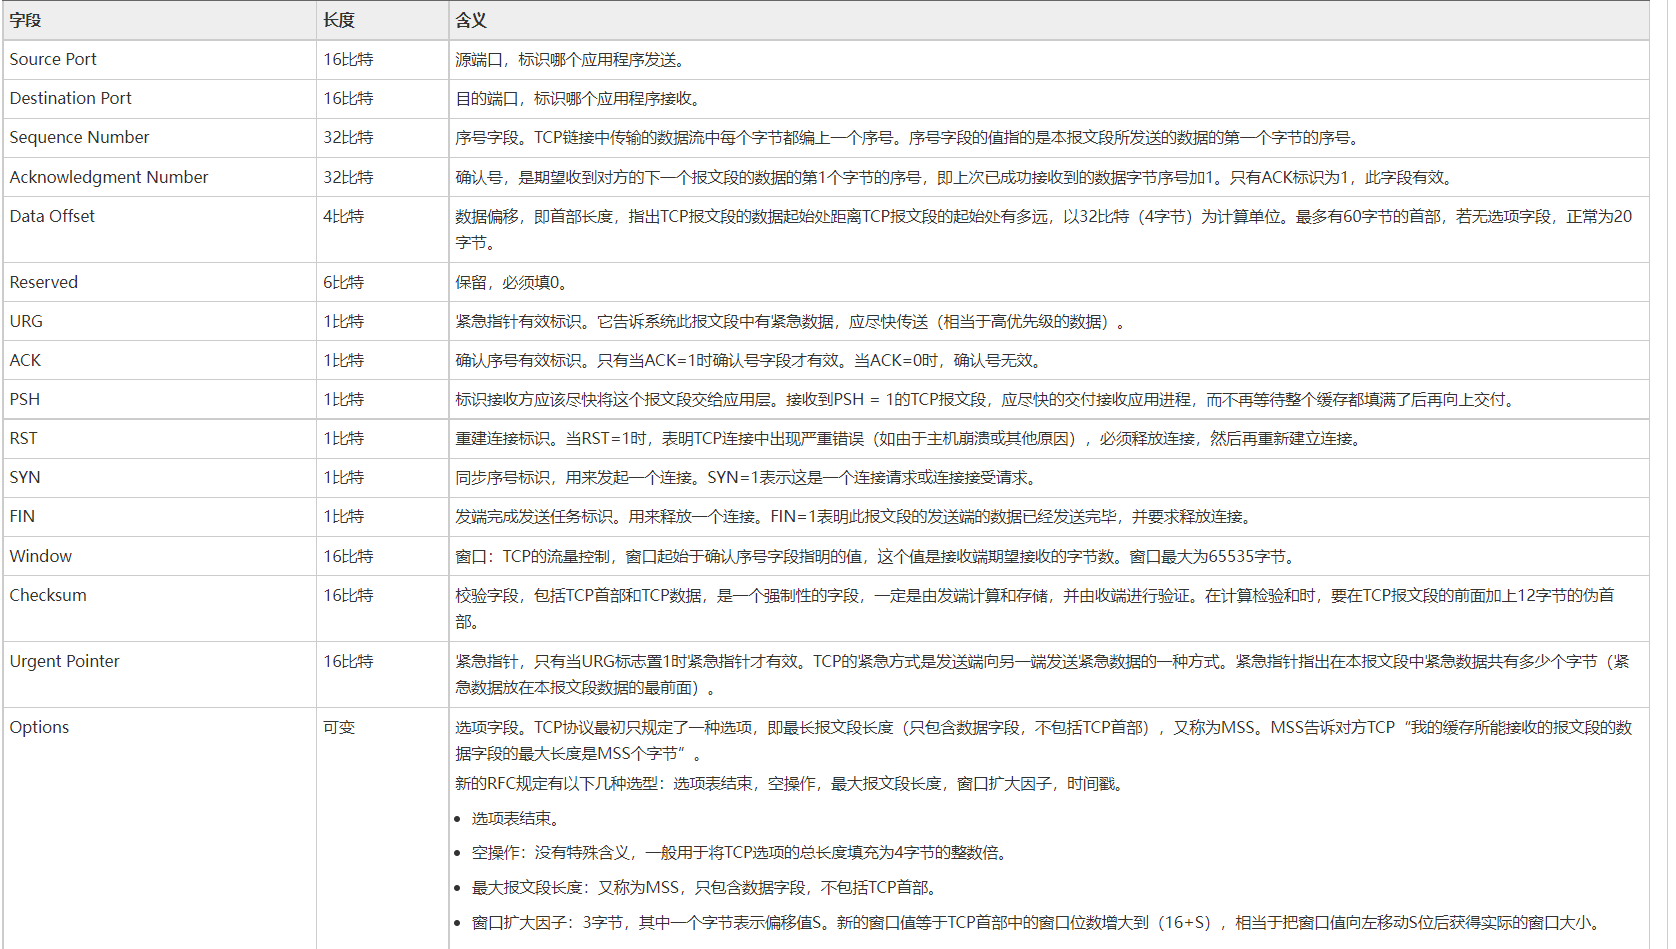 字段 长度 含义
Source Port 16比特 源端口，标识哪个应用程序发送。
Destination Port 16比特 目的端口，标识哪个应用程序接收。
Sequence Number 32比特 序号字段。TCP链接中传输的数据流中每个字节都编上一个序号。序号字段的值指的是本报文段所发送的数据的第一个字节的序号。
Acknowledgment Number 32比特 确认号，是期望收到对方的下一个报文段的数据的第1个字节的序号，即上次已成功接收到的数据字节序号加1。只有ACK标识为1，此字段有效。
Data Offset 4比特 数据偏移，即首部长度，指出TCP报文段的数据起始处距离TCP报文段的起始处有多远，以32比特（4字节）为计算单位。最多有60字节的首部，若无选项字段，正常为20
字节。
Reserved 6比特 保留，必须填0。
URG 1比特 紧急指针有效标识。它告诉系统此报文段中有紧急数据，应尽快传送（相当于高优先级的数据）。
ACK 1比特 确认序号有效标识。只有当ACK=1时确认号字段才有效。当ACK=0时，确认号无效。
PSH 1比特 标识接收方应该尽快将这个报文段交给应用层。接收到PSH = 1的TCP报文段，应尽快的交付接收应用进程，而不再等待整个缓存都填满了后再向上交付。
RST 1比特 重建连接标识。当RST=1时，表明TCP连接中出现严重错误（如由于主机崩溃或其他原因），必须释放连接，然后再重新建立连接。
SYN 1比特 同步序号标识，用来发起一个连接。SYN=1表示这是一个连接请求或连接接受请求。
FIN 1比特 发端完成发送任务标识。用来释放一个连接。FIN=1表明此报文段的发送端的数据已经发送完毕，并要求释放连接。
Window 16比特 窗口：TCP的流量控制，窗口起始于确认序号字段指明的值，这个值是接收端期望接收的字节数。窗口最大为65535字节。
Checksum 16比特 校验字段，包括TCP首部和TCP数据，是一个强制性的字段，一定是由发端计算和存储，并由收端进行验证。在计算检验和时，要在TCP报文段的前面加上12字节的伪首
部。
Urgent Pointer 16比特 紧急指针，只有当URG标志置1时紧急指针才有效。TCP的紧急方式是发送端向另一端发送紧急数据的一种方式。紧急指针指出在本报文段中紧急数据共有多少个字节（紧
急数据放在本报文段数据的最前面）。
Options 可变 选项字段。TCP协议最初只规定了一种选项，即最长报文段长度（只包含数据字段，不包括TCP首部），又称为MSS。MSS告诉对方TCP“我的缓存所能接收的报文段的数
据字段的最大长度是MSS个字节”。
新的RFC规定有以下几种选型：选项表结束，空操作，最大报文段长度，窗口扩大因子，时间戳。
• 选项表结束。
• 空操作：没有特殊含义，一般用于将TCP选项的总长度填充为4字节的整数倍。
• 最大报文段长度：又称为MSS，只包含数据字段，不包括TCP首部。
• 窗口扩大因子：3字节，其中一个字节表示偏移值S。新的窗口值等于TCP首部中的窗口位数增大到（16+S），相当于把窗口值向左移动S位后获得实际的窗口大小。